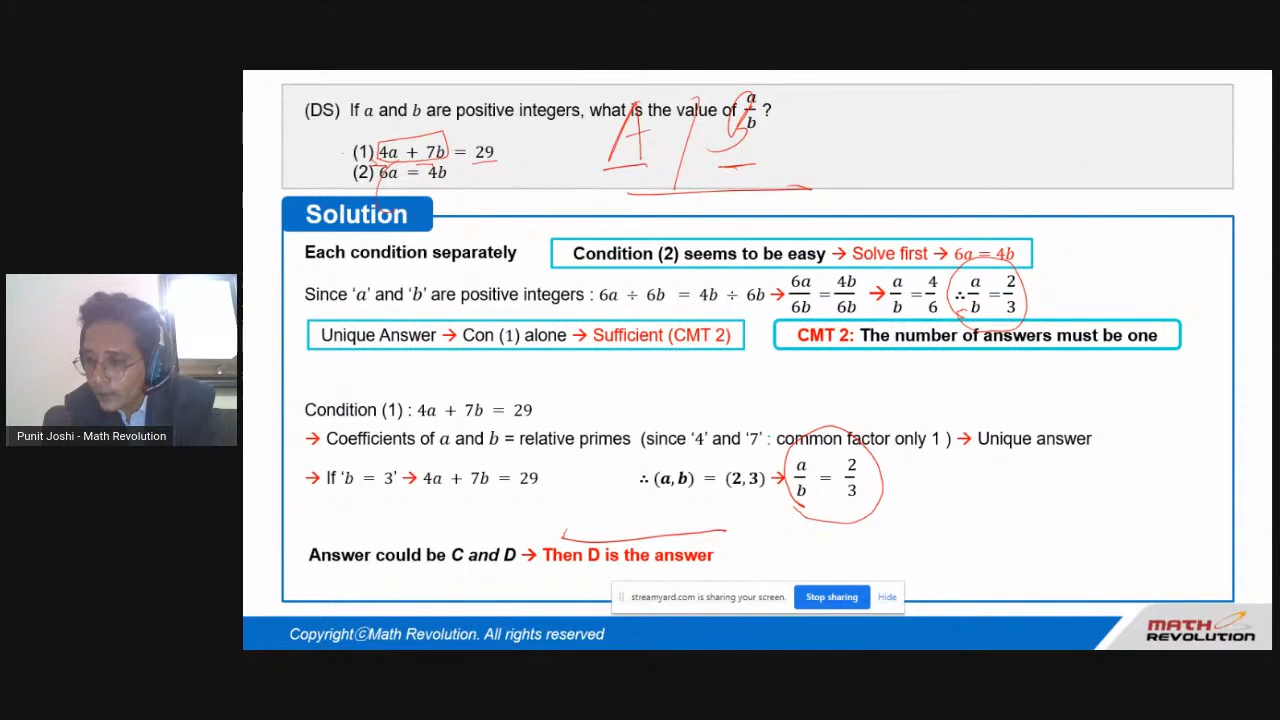 (DS) If a and b are positive integers, what is the value of a/b ?
A / B
(1) 4a + 7b = 29
(2) 6a = 4b
Solution
Each condition separately
Condition (2) seems to be easy → Solve first → 6a = 4b
Since ‘a’ and ‘b’ are positive integers : 6a ÷ 6b = 4b ÷ 6b → 6a/6b = 4b/6b → a/b = 4/6 ∴ a/b = 2/3
Unique Answer → Con (1) alone → Sufficient (CMT 2)
CMT 2: The number of answers must be one
Condition (1) : 4a + 7b = 29
→ Coefficients of a and b = relative primes (since ‘4’ and ‘7’ : common factor only 1 ) → Unique answer
→ If ‘b = 3’ → 4a + 7b = 29 ∴ (a, b) = (2, 3) → a/b = 2/3
Answer could be C and D → Then D is the answer
streamyard.com is sharing your screen. Stop sharing Hide
Punit Joshi - Math Revolution
CopyrightⓒMath Revolution. All rights reserved
MATH
REVOLUTION